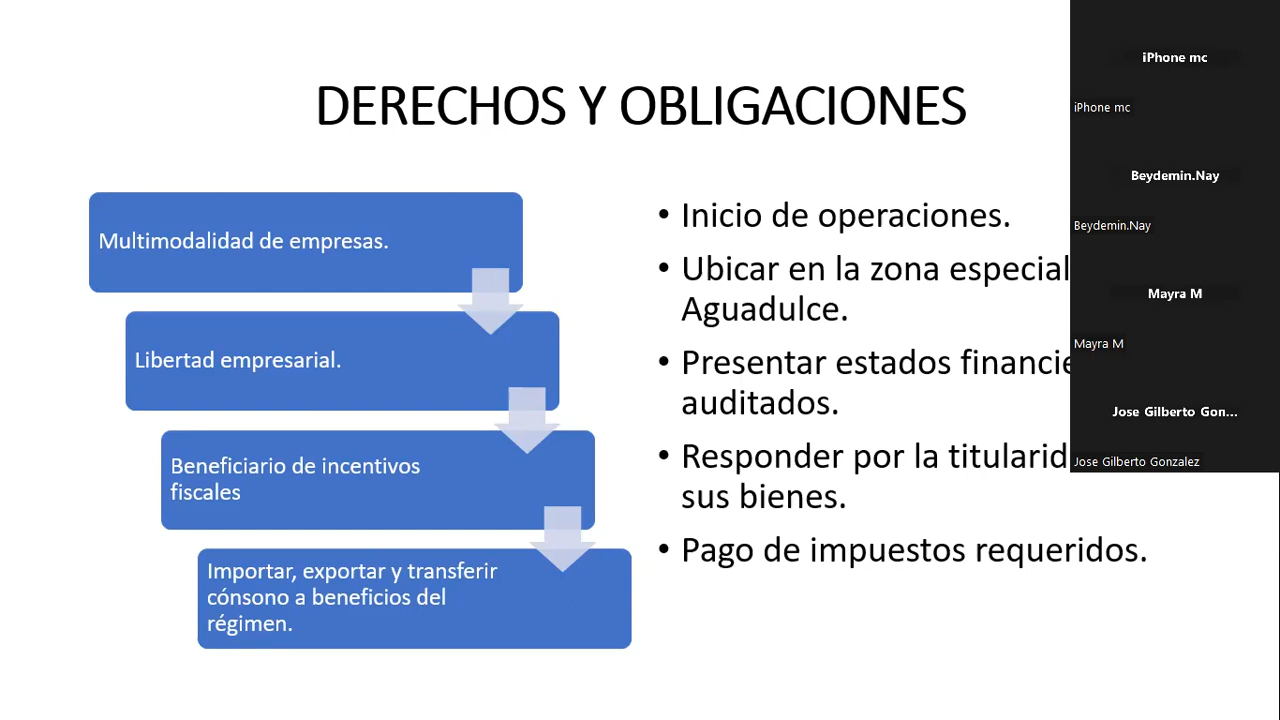 DERECHOS Y OBLIGACIONES
Multimodalidad de empresas.
Libertad empresarial.
Beneficiario de incentivos
fiscales
Importar, exportar y transferir
cónsono a beneficios del
régimen.
• Inicio de operaciones.
• Ubicar en la zona especial
Aguadulce.
• Presentar estados
auditados.
• Responder por la
sus bienes.
• Pago de impuestos requeridos.
iPhone mc
iPhone mc
Beydemin.Nay
Beydemin.Nay
Mayra M
Mayra M
Jose Gilberto Gon...
Jose Gilberto Gonzalez